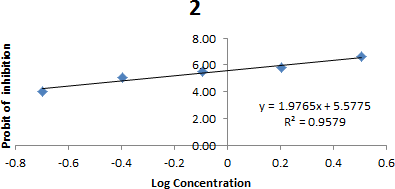 2
8.00
6.00
4.00
2.00
0.00
-0.8 -0.6 -0.4 -0.2 0 0.2 0.4 0.6
y = 1.9765x + 5.5775
R² = 0.9579
Probit of inhibition
Log Concentration